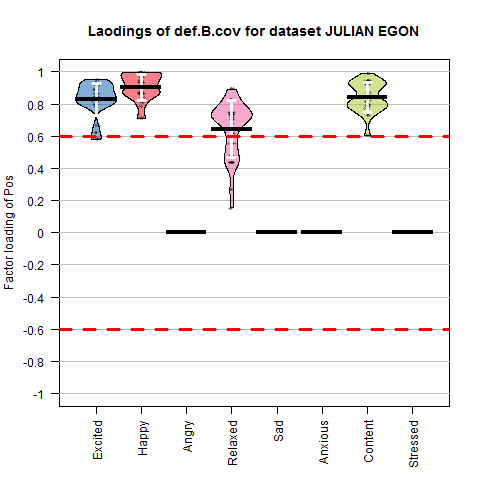 Laodings of def.B.cov for dataset JULIAN EGON
Factor loading of Pos
1
0.8
0.6
0.4
0.2
0
-0.2
-0.4
-0.6
-0.8
-1
Excited
Happy
Angry
Relaxed
Sad
Anxious
Content
Stressed